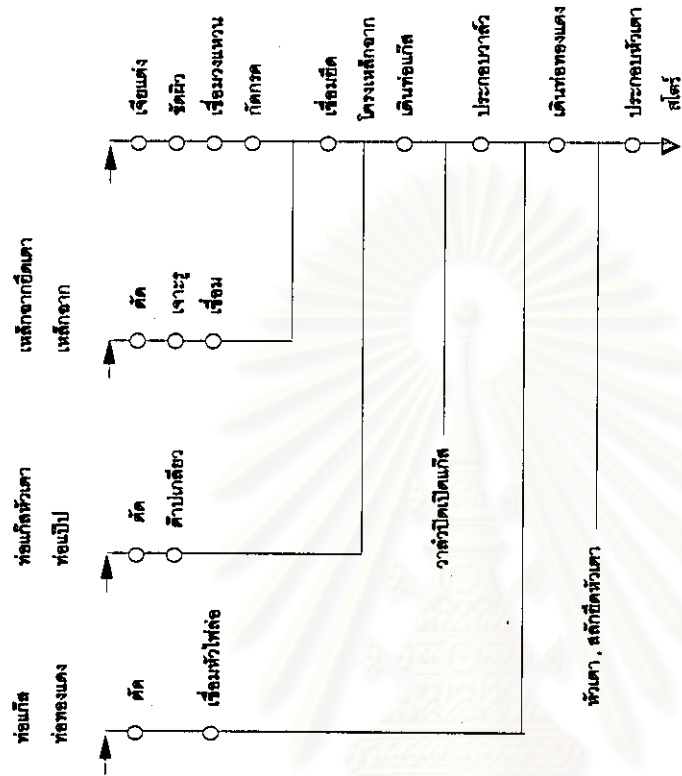 ท่อแก๊ส
ท่อทองแดง
ตัด
เชื่อมหัวไฟล่อ
ท่อแก๊สหัวเตา
ท่อแป๊ป
ตัด
ต๊าปเกลียว
เหล็กฉากยึดเตา
เหล็กฉาก
ตัด
เจาะรู
เชื่อม
เจียแต่ง
ขัดผิว
เชื่อมวงแหวน
กัดกรด
เชื่อมยึด
โครงเหล็กฉาก
เดินท่อแก๊ส
ประกอบวาล์ว
เดินท่อทองแดง
ประกอบหัวเตา
สโตร์
วาล์วปิดเปิดแก๊ส
หัวเตา , สลักยึดหัวเตา